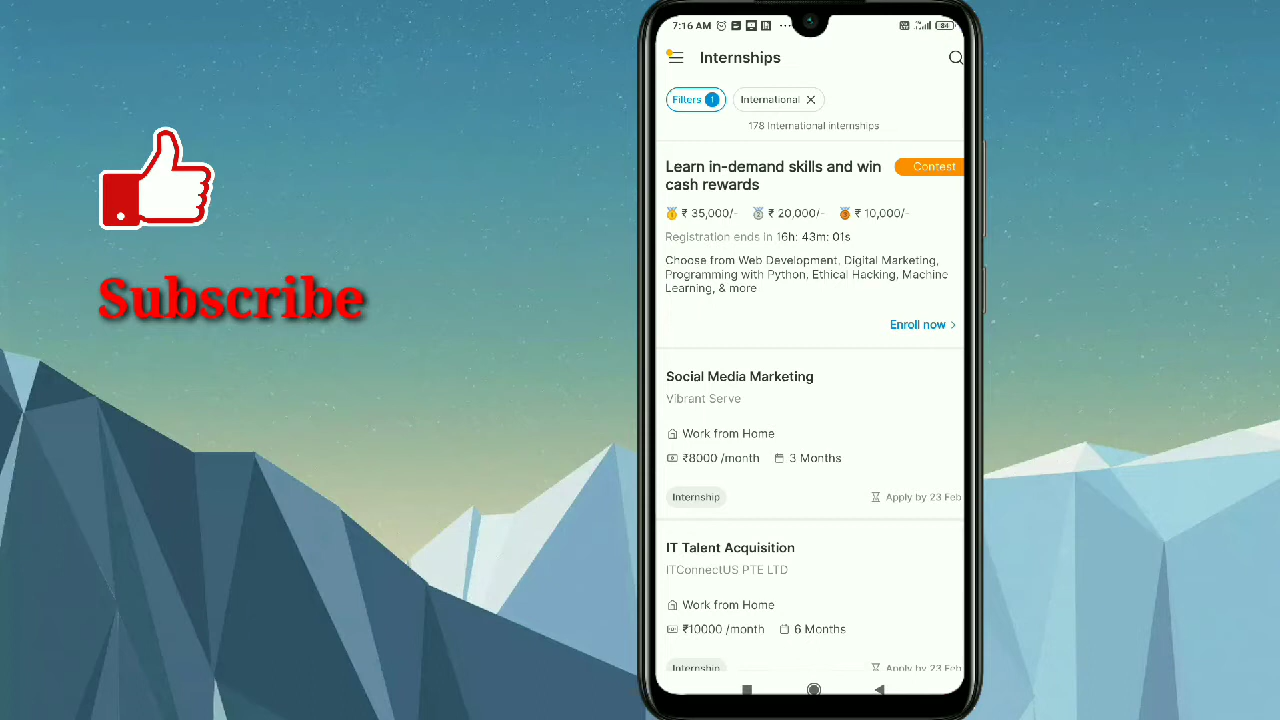 Subscribe
7:16 AM
84
Internships
Filters 1
International
178 International internships
Learn in-demand skills and win
cash rewards
Contest
₹ 35,000/- ₹ 20,000/- ₹ 10,000/-
Registration ends in 16h: 43m: 01s
Choose from Web Development, Digital Marketing,
Programming with Python, Ethical Hacking, Machine
Learning, & more
Enroll now >
Social Media Marketing
Vibrant Serve
Work from Home
₹8000 /month 3 Months
Internship Apply by 23 Feb
IT Talent Acquisition
ITConnectUS PTE LTD
Work from Home
₹10000 /month 6 Months
Internship Apply by 23 Feb